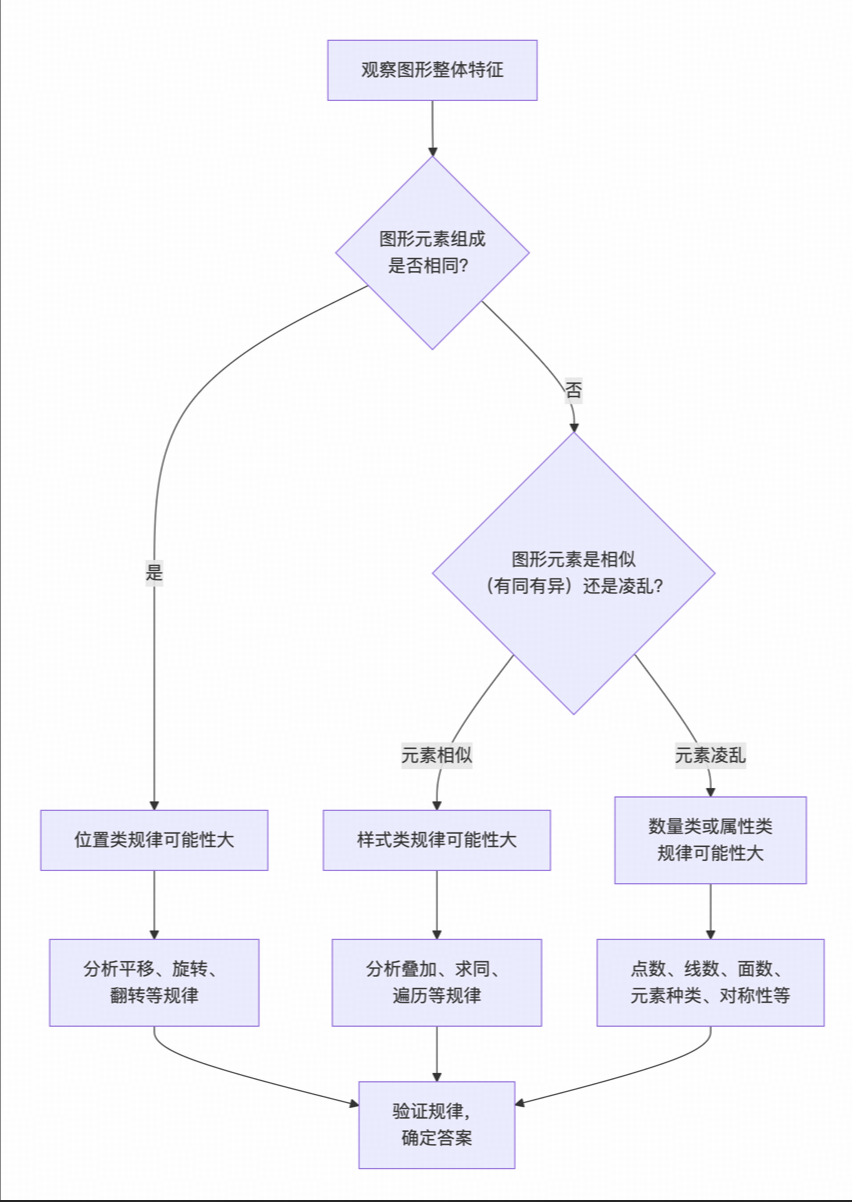 观察图形整体特征
图形元素组成
是否相同？
否
是
图形元素是相似
（有同有异）还是凌乱？
元素相似
元素凌乱
位置类规律可能性大
样式类规律可能性大
数量类或属性类
规律可能性大
分析平移、旋转、
翻转等规律
分析叠加、求同、
遍历等规律
点数、线数、面数、
元素种类、对称性等
验证规律，
确定答案